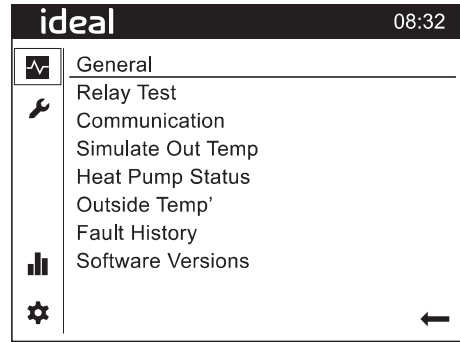 ideal 08:32
General
Relay Test
Communication
Simulate Out Temp
Heat Pump Status
Outside Temp'
Fault History
Software Versions